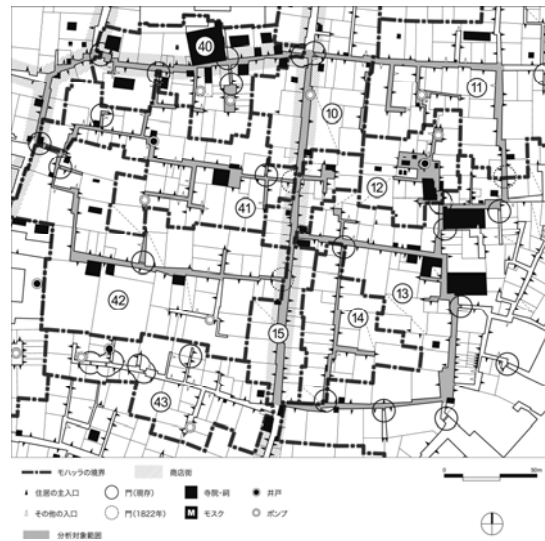 40
11
10
12
41
42
13
15
14
43
モハッラの境界
商店街
0
50m
住居の主入口
門(現存)
寺院・祠
井戸
その他の入口
門(1822年)
M
モスク
ポンプ
分析対象範囲